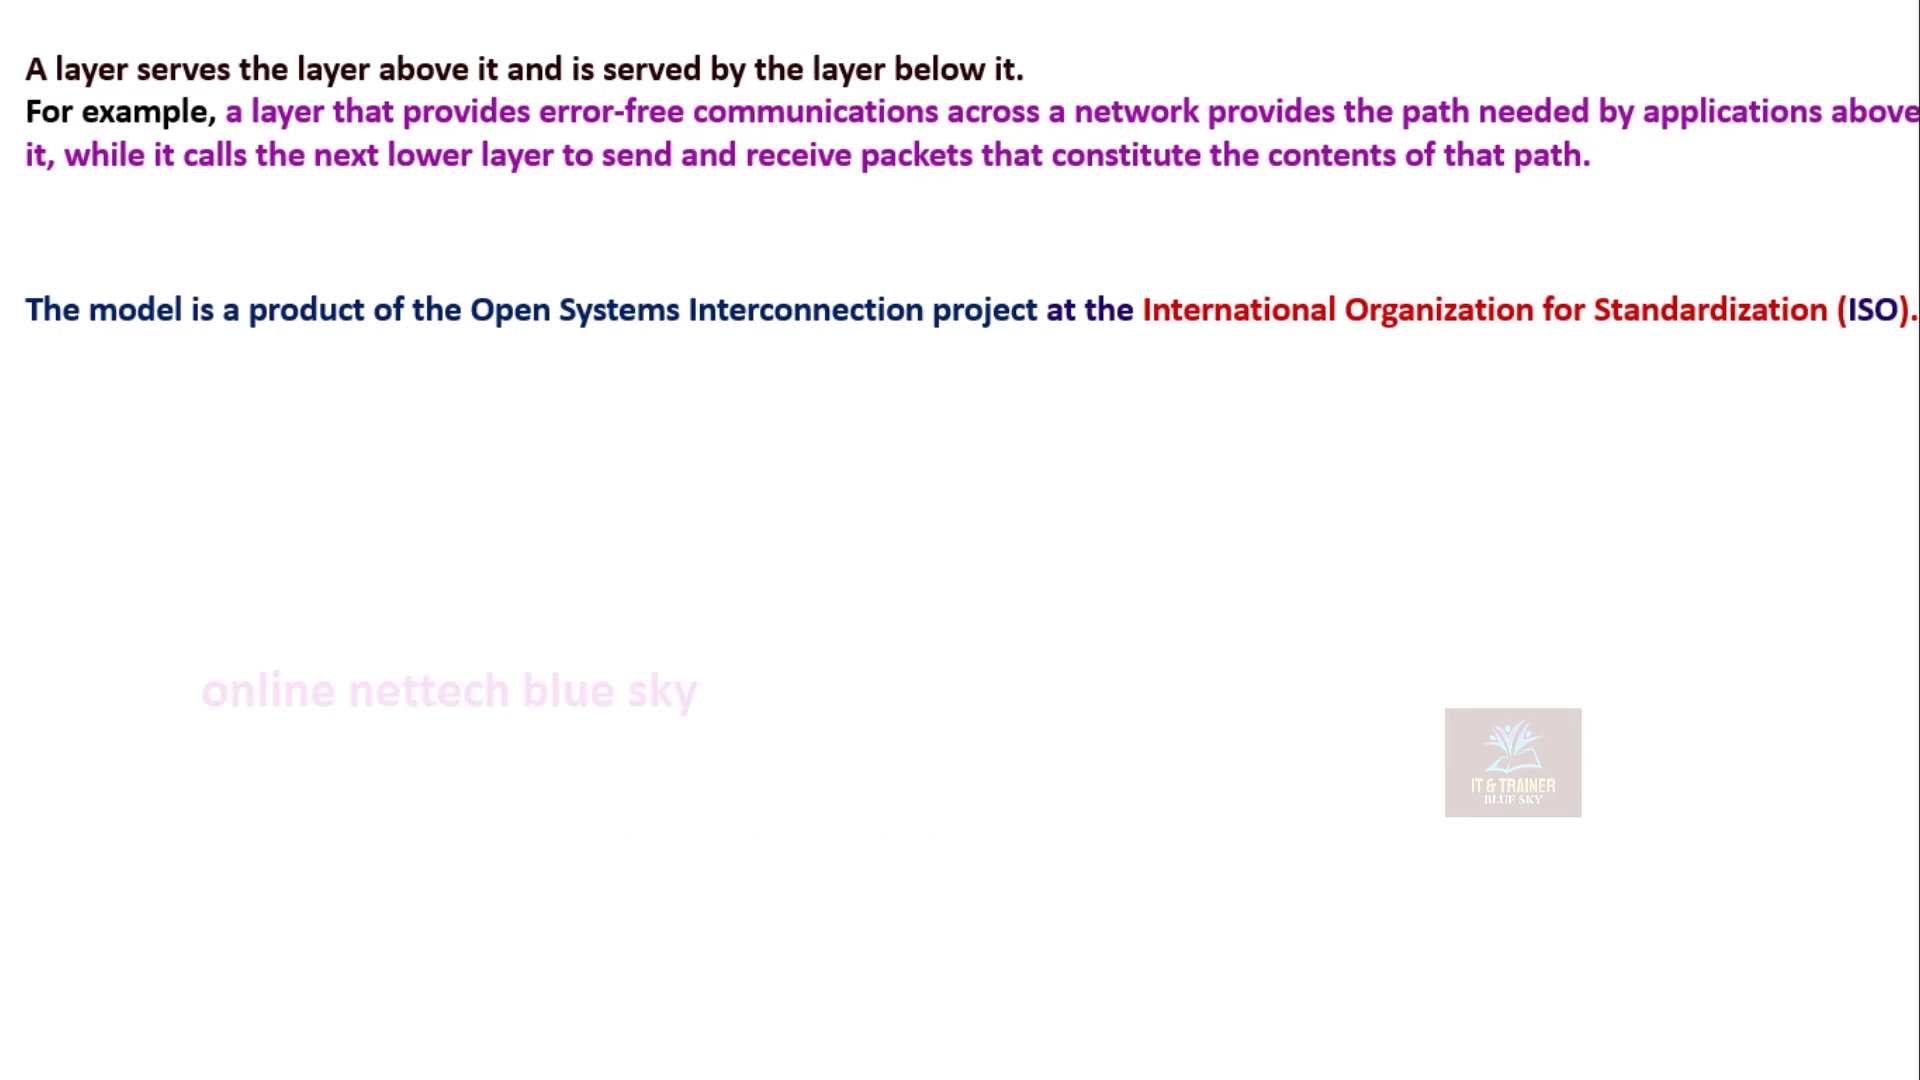 A layer serves the layer above it and is served by the layer below it.
For example, a layer that provides error-free communications across a network provides the path needed by applications above
it, while it calls the next lower layer to send and receive packets that constitute the contents of that path.
The model is a product of the Open Systems Interconnection project at the International Organization for Standardization (ISO).
online nettech blue sky
IT & TRAINER
BLUE SKY